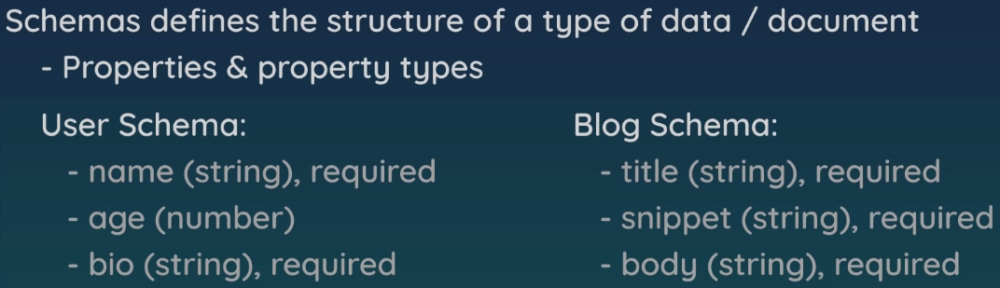 Schemas defines the structure of a type of data / document
- Properties & property types
User Schema:
- name (string), required
- age (number)
- bio (string), required
Blog Schema:
- title (string), required
- snippet (string), required
- body (string), required